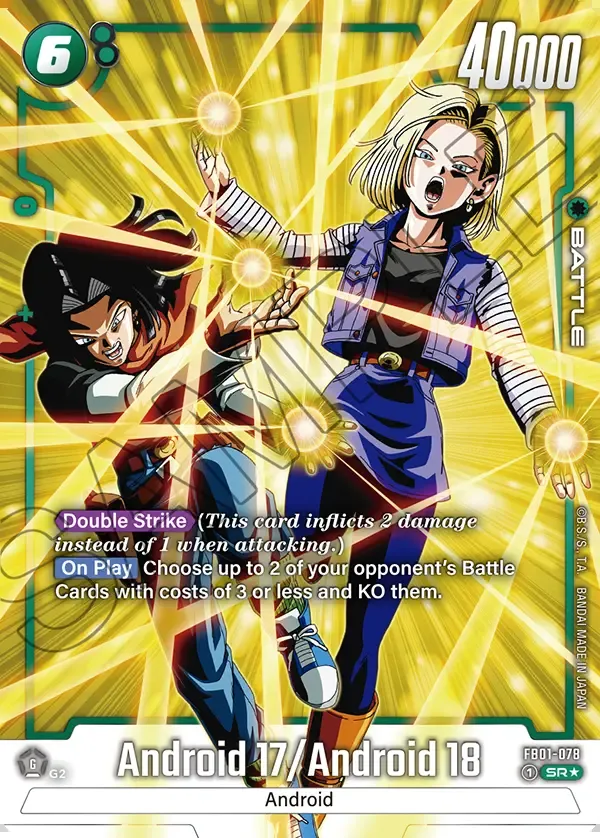 6
40000
0
+
BATTLE
SAMPLE
Double Strike (This card inflicts 2 damage
instead of 1 when attacking.)
On Play Choose up to 2 of your opponent's Battle
Cards with costs of 3 or less and KO them.
©B.S./S., T.A. BANDAI MADE IN JAPAN
G G2
Android 17/Android 18
FB01-078
1 SR★
Android